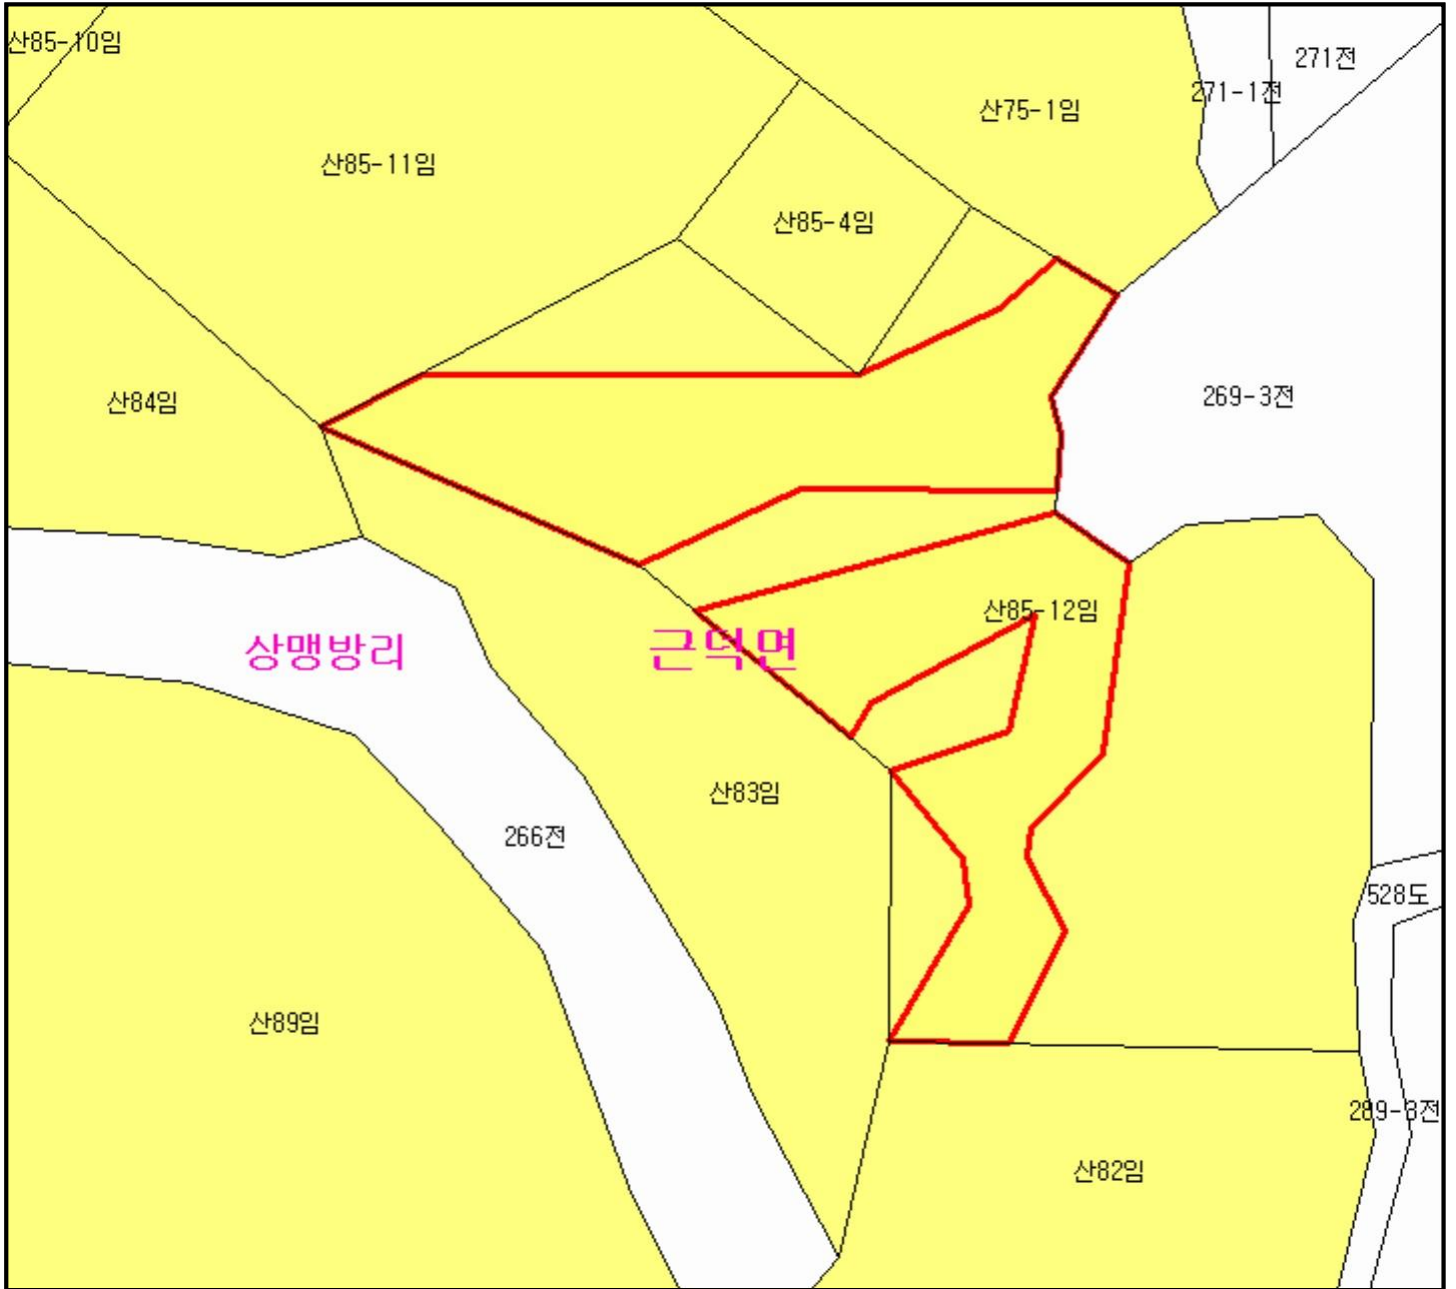 산85-10임
271전
271-1전
산75-1임
산85-11임
산85-4임
269-3전
산84임
산85-12임
상맹방리
근덕면
산83임
266전
528도
산89임
289-3전
산82임